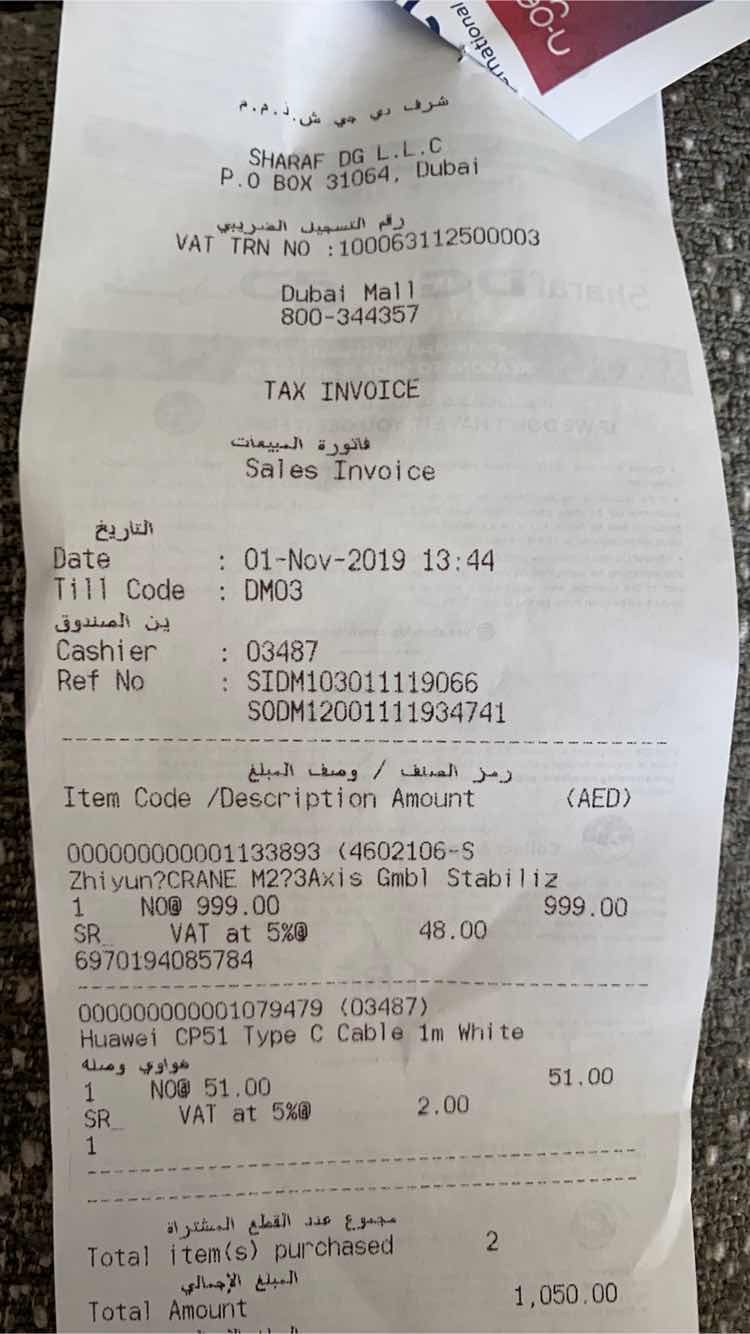 n-oe
ernational
شرف دي جي ش.ذ.م.م
SHARAF DG L.L.C
P.O BOX 31064, Dubai
رقم التسجيل الضريبي
VAT TRN NO :100063112500003
Dubai Mall
800-344357
TAX INVOICE
فاتورة المبيعات
Sales Invoice
التاريخ
Date : 01-Nov-2019 13:44
Till Code : DM03
ين الصندوق
Cashier : 03487
Ref No : SIDM103011119066
SODM12001111934741
رمز الصنف / وصف المبلغ
Item Code /Description Amount (AED)
000000000001133893 (4602106-S
Zhiyun?CRANE M2?3Axis Gmbl Stabiliz
1 NO@ 999.00 999.00
SR_ VAT at 5%@ 48.00
6970194085784
000000000001079479 (03487)
Huawei CP51 Type C Cable 1m White
هواوي وصله
1 NO@ 51.00 51.00
SR_ VAT at 5%@ 2.00
1
مجموع عدد القطع المشتراة
Total item(s) purchased 2
المبلغ الإجمالي
Total Amount 1,050.00